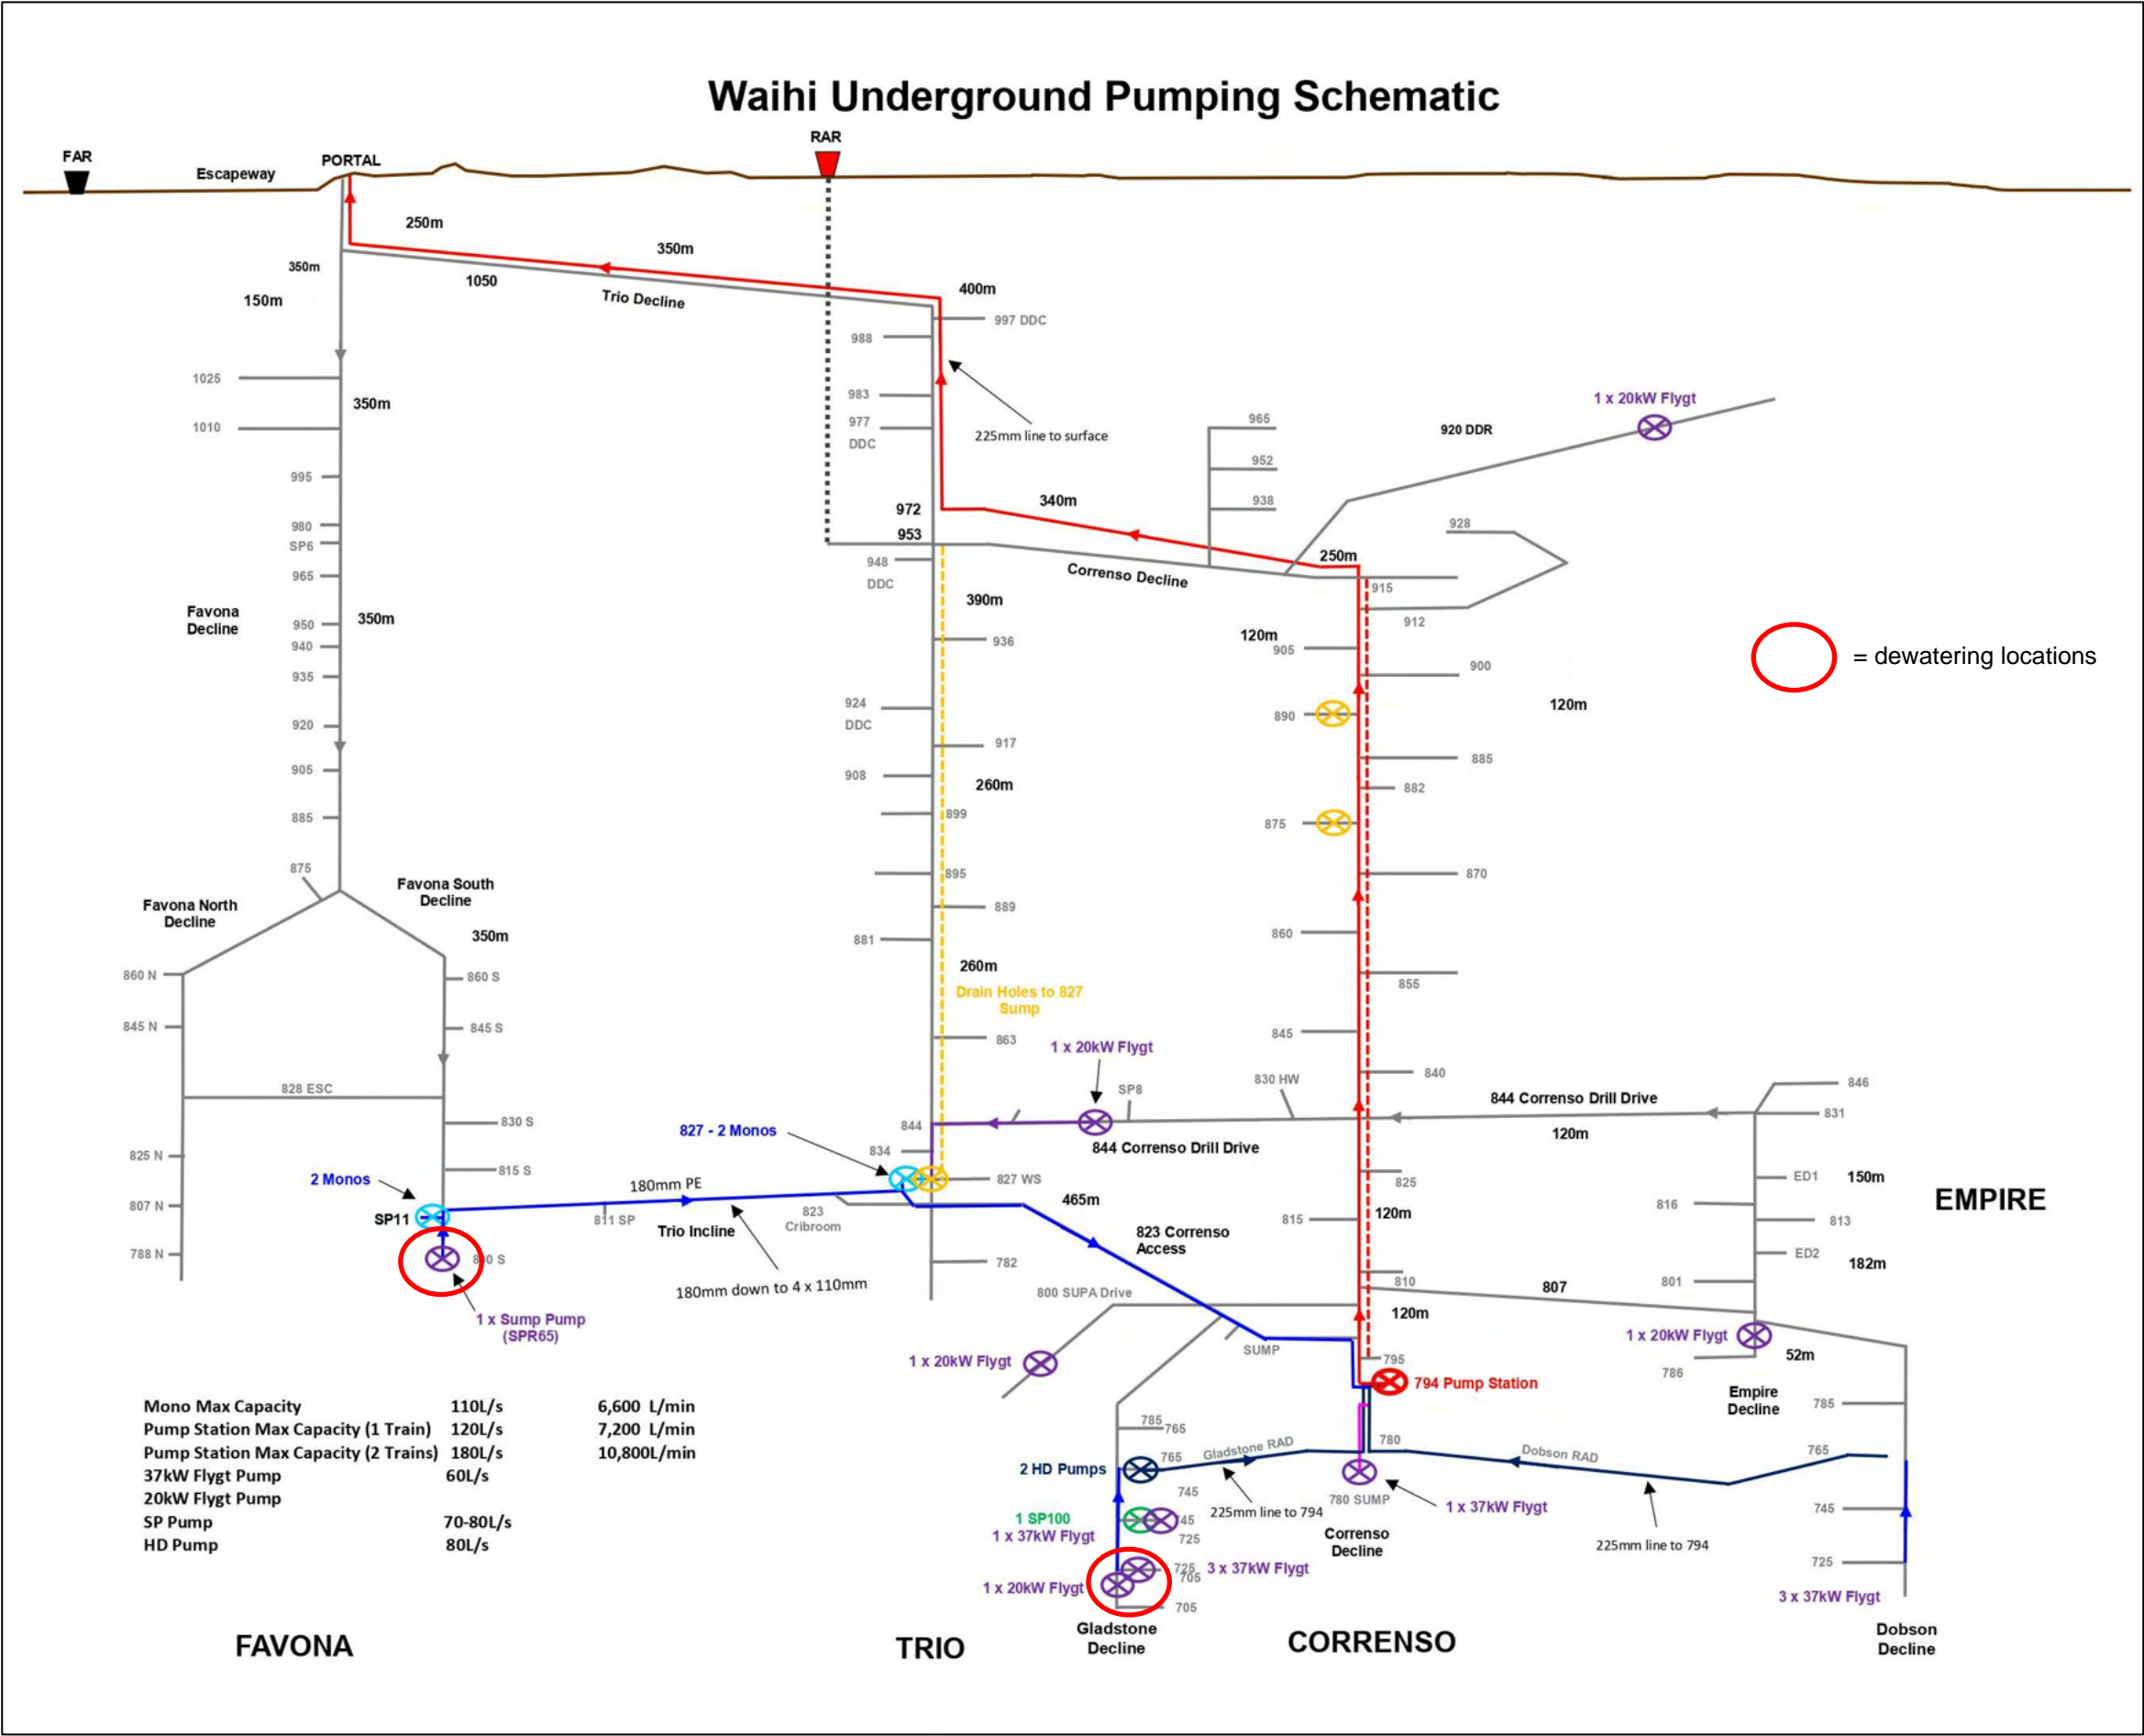 Waihi Underground Pumping Schematic
FAR
Escapeway
PORTAL
RAR
250m
350m
350m
150m
1050
Trio Decline
400m
997 DDC
988
983
977
DDC
225mm line to surface
1 x 20kW Flygt
920 DDR
965
952
938
928
1025
1010
350m
995
980
SP6
965
950
940
935
920
905
885
875
Favona
Decline
350m
972
953
948
DDC
340m
Correnso Decline
250m
915
912
390m
936
924
DDC
917
908
260m
899
895
889
881
260m
Drain Holes to 827
Sump
863
120m
905
900
120m
890
885
882
875
870
860
855
845
840
= dewatering locations
Favona North
Decline
Favona South
Decline
350m
860 N
860 S
845 N
845 S
828 ESC
830 S
825 N
815 S
807 N
788 N
2 Monos
SP11
800 S
1 x Sump Pump
(SPR65)
827 - 2 Monos
180mm PE
811 SP
Trio Incline
823
Cribroom
180mm down to 4 x 110mm
844
834
827 WS
782
1 x 20kW Flygt
SP8
830 HW
844 Correnso Drill Drive
844 Correnso Drill Drive
120m
846
831
465m
823 Correnso
Access
825
815
120m
810
807
120m
ED1
150m
816
813
ED2
182m
801
EMPIRE
800 SUPA Drive
1 x 20kW Flygt
SUMP
795
794 Pump Station
1 x 20kW Flygt
786
52m
Empire
Decline
785
765
745
725
3 x 37kW Flygt
Dobson
Decline
785
765
765
2 HD Pumps
Gladstone RAD
780
Dobson RAD
745
225mm line to 794
780 SUMP
1 x 37kW Flygt
225mm line to 794
1 SP100
1 x 37kW Flygt
745
725
Correnso
Decline
725
705
3 x 37kW Flygt
1 x 20kW Flygt
705
Gladstone
Decline
Mono Max Capacity 110L/s 6,600 L/min
Pump Station Max Capacity (1 Train) 120L/s 7,200 L/min
Pump Station Max Capacity (2 Trains) 180L/s 10,800L/min
37kW Flygt Pump 60L/s
20kW Flygt Pump
SP Pump 70-80L/s
HD Pump 80L/s
FAVONA
TRIO
CORRENSO